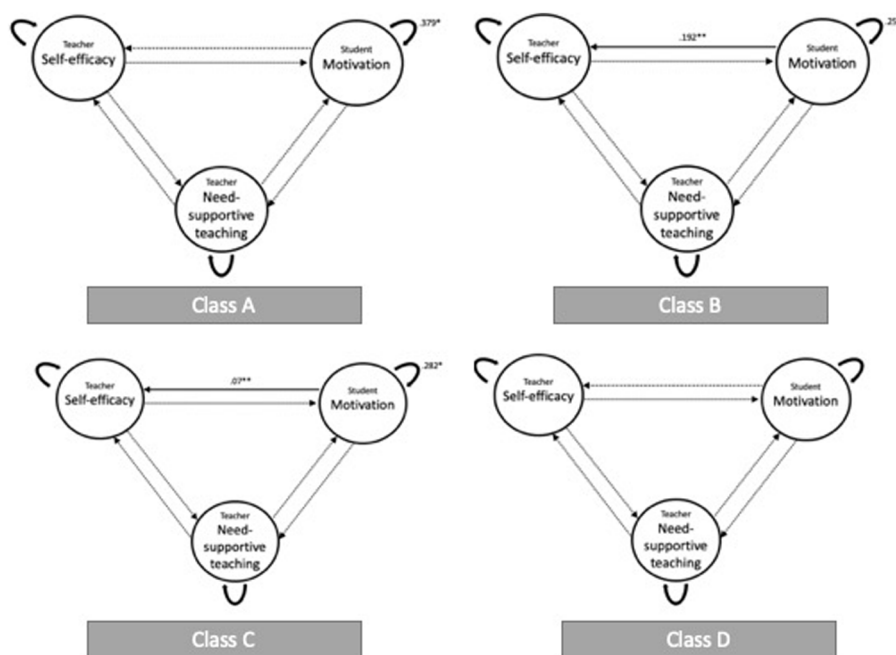 Teacher
Self-efficacy
Student
Motivation
.379*
Teacher
Need-
supportive
teaching
Class A
Teacher
Self-efficacy
.192**
Student
Motivation
.25
Teacher
Need-
supportive
teaching
Class B
Teacher
Self-efficacy
.07**
Student
Motivation
.282*
Teacher
Need-
supportive
teaching
Class C
Teacher
Self-efficacy
Student
Motivation
Teacher
Need-
supportive
teaching
Class D